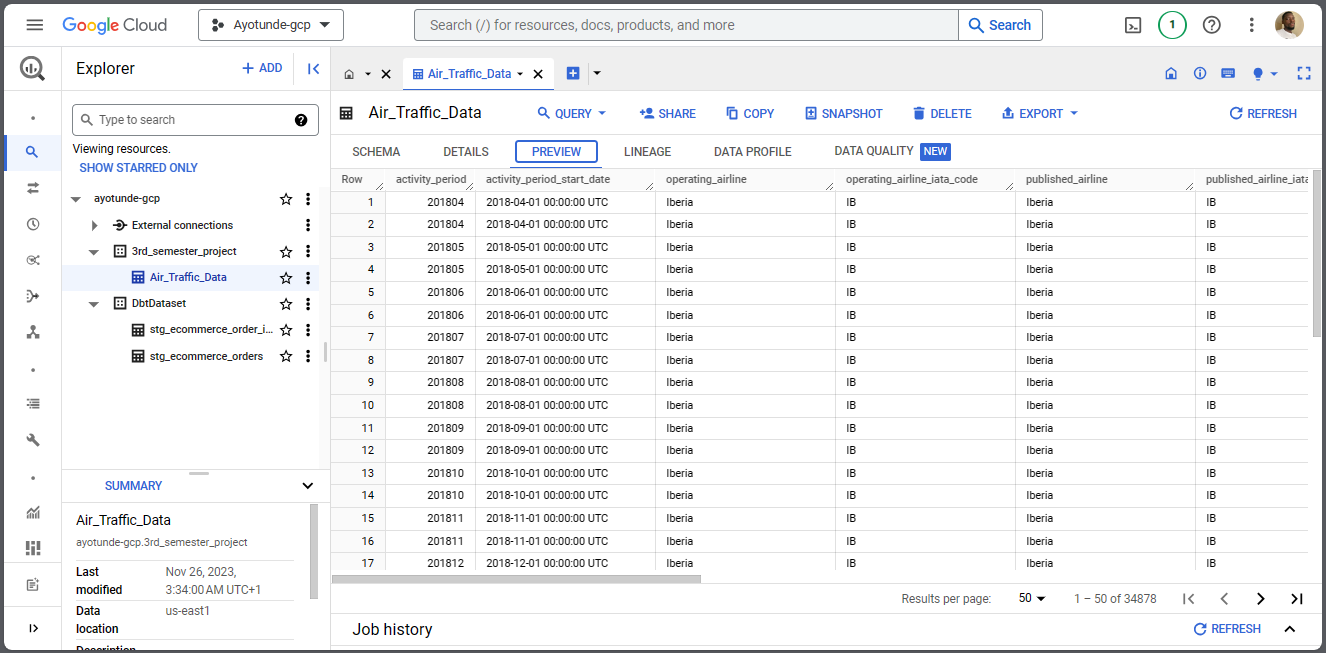 Google Cloud
Ayotunde-gcp
Search (/) for resources, docs, products, and more
Search
1
Explorer
+ ADD
Type to search
Viewing resources.
SHOW STARRED ONLY
ayotunde-gcp
External connections
3rd_semester_project
Air_Traffic_Data
DbtDataset
stg_ecommerce_order_i...
stg_ecommerce_orders
SUMMARY
Air_Traffic_Data
ayotunde-gcp.3rd_semester_project
Last modified Nov 26, 2023, 3:34:00 AM UTC+1
Data location us-east1
Air_Traffic_Data
Air_Traffic_Data
QUERY SHARE COPY SNAPSHOT DELETE EXPORT REFRESH
SCHEMA DETAILS PREVIEW LINEAGE DATA PROFILE DATA QUALITY NEW
Row activity_period activity_period_start_date operating_airline operating_airline_iata_code published_airline published_airline_iata
1 201804 2018-04-01 00:00:00 UTC Iberia IB Iberia IB
2 201804 2018-04-01 00:00:00 UTC Iberia IB Iberia IB
3 201805 2018-05-01 00:00:00 UTC Iberia IB Iberia IB
4 201805 2018-05-01 00:00:00 UTC Iberia IB Iberia IB
5 201806 2018-06-01 00:00:00 UTC Iberia IB Iberia IB
6 201806 2018-06-01 00:00:00 UTC Iberia IB Iberia IB
7 201807 2018-07-01 00:00:00 UTC Iberia IB Iberia IB
8 201807 2018-07-01 00:00:00 UTC Iberia IB Iberia IB
9 201808 2018-08-01 00:00:00 UTC Iberia IB Iberia IB
10 201808 2018-08-01 00:00:00 UTC Iberia IB Iberia IB
11 201809 2018-09-01 00:00:00 UTC Iberia IB Iberia IB
12 201809 2018-09-01 00:00:00 UTC Iberia IB Iberia IB
13 201810 2018-10-01 00:00:00 UTC Iberia IB Iberia IB
14 201810 2018-10-01 00:00:00 UTC Iberia IB Iberia IB
15 201811 2018-11-01 00:00:00 UTC Iberia IB Iberia IB
16 201811 2018-11-01 00:00:00 UTC Iberia IB Iberia IB
17 201812 2018-12-01 00:00:00 UTC Iberia IB Iberia IB
Results per page: 50 1 – 50 of 34878
Job history REFRESH